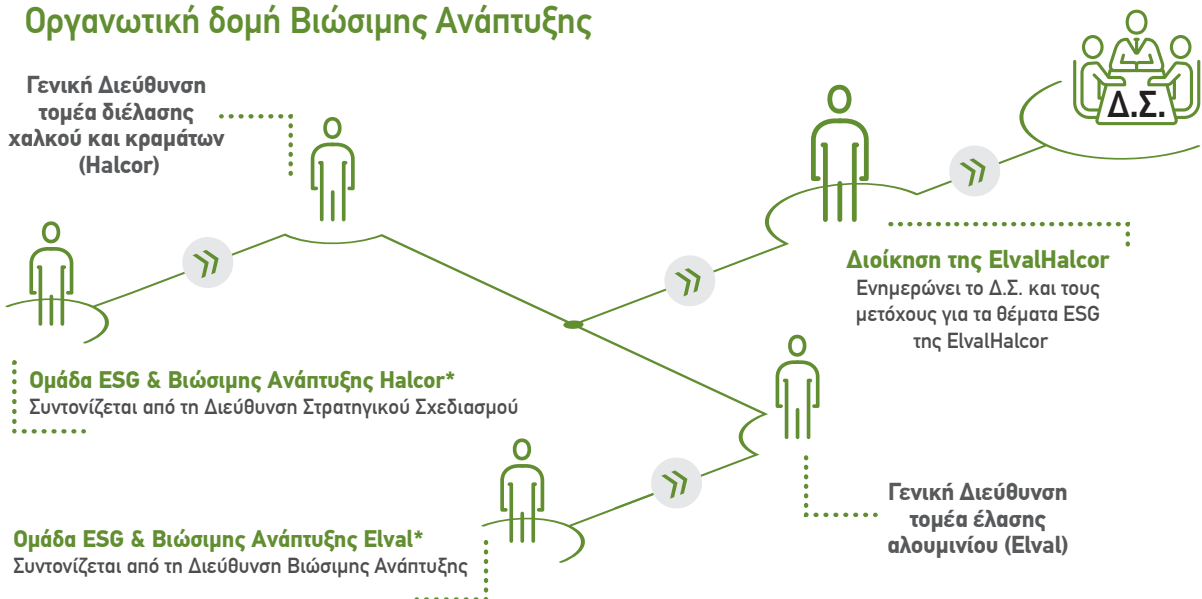 Οργανωτική δομή Βιώσιμης Ανάπτυξης
Γενική Διεύθυνση
τομέα διέλασης
χαλκού και κραμάτων
(Halcor)
Δ.Σ.
Διοίκηση της ElvalHalcor
Ενημερώνει το Δ.Σ. και τους
μετόχους για τα θέματα ESG
της ElvalHalcor
Ομάδα ESG & Βιώσιμης Ανάπτυξης Halcor*
Συντονίζεται από τη Διεύθυνση Στρατηγικού Σχεδιασμού
Γενική Διεύθυνση
τομέα έλασης
αλουμινίου (Elval)
Ομάδα ESG & Βιώσιμης Ανάπτυξης Elval*
Συντονίζεται από τη Διεύθυνση Βιώσιμης Ανάπτυξης